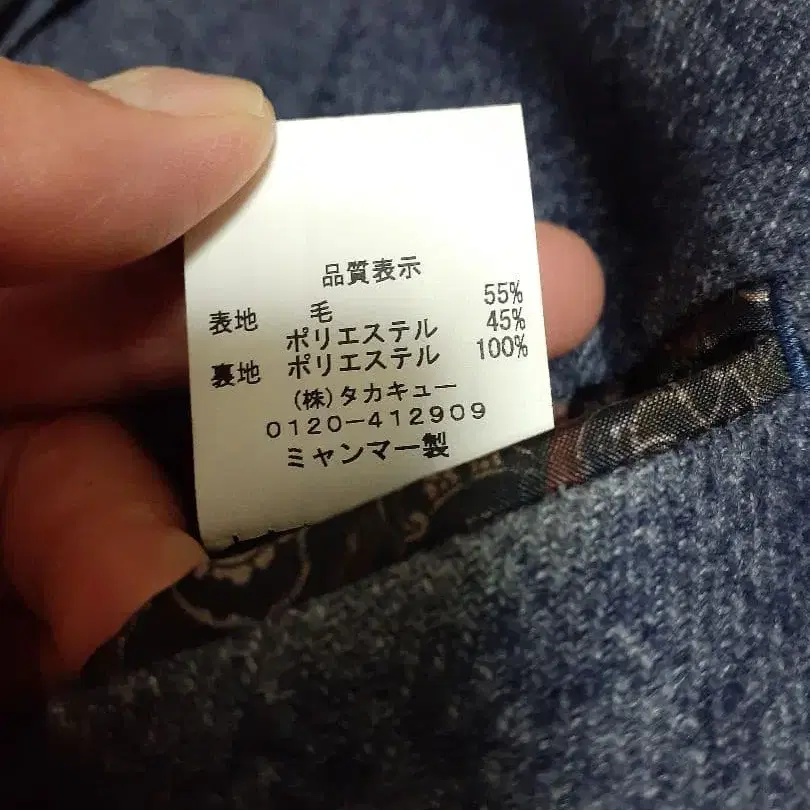 品質表示
表地 毛 55%
ポリエステル 45%
裏地 ポリエステル 100%
(株)タカキュー
0120-412909
ミャンマー製